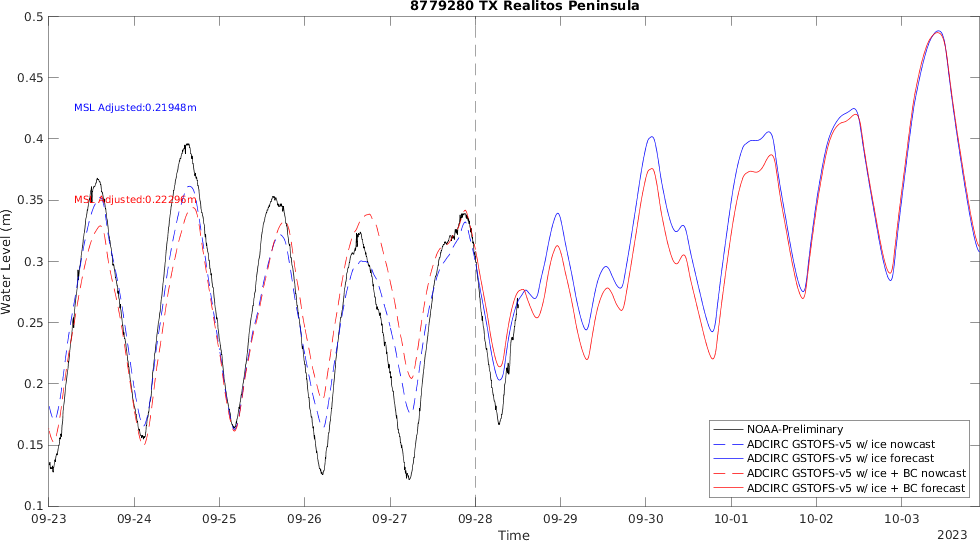 8779280 TX Realitos Peninsula
0.5
0.45
0.4
0.35
0.3
0.25
0.2
0.15
0.1
Water Level (m)
MSL Adjusted:0.21948m
MSL Adjusted:0.22296m
NOAA-Preliminary
ADCIRC GSTOFS-v5 w/ ice nowcast
ADCIRC GSTOFS-v5 w/ ice forecast
ADCIRC GSTOFS-v5 w/ ice + BC nowcast
ADCIRC GSTOFS-v5 w/ ice + BC forecast
09-23 09-24 09-25 09-26 09-27 09-28 09-29 09-30 10-01 10-02 10-03
Time
2023